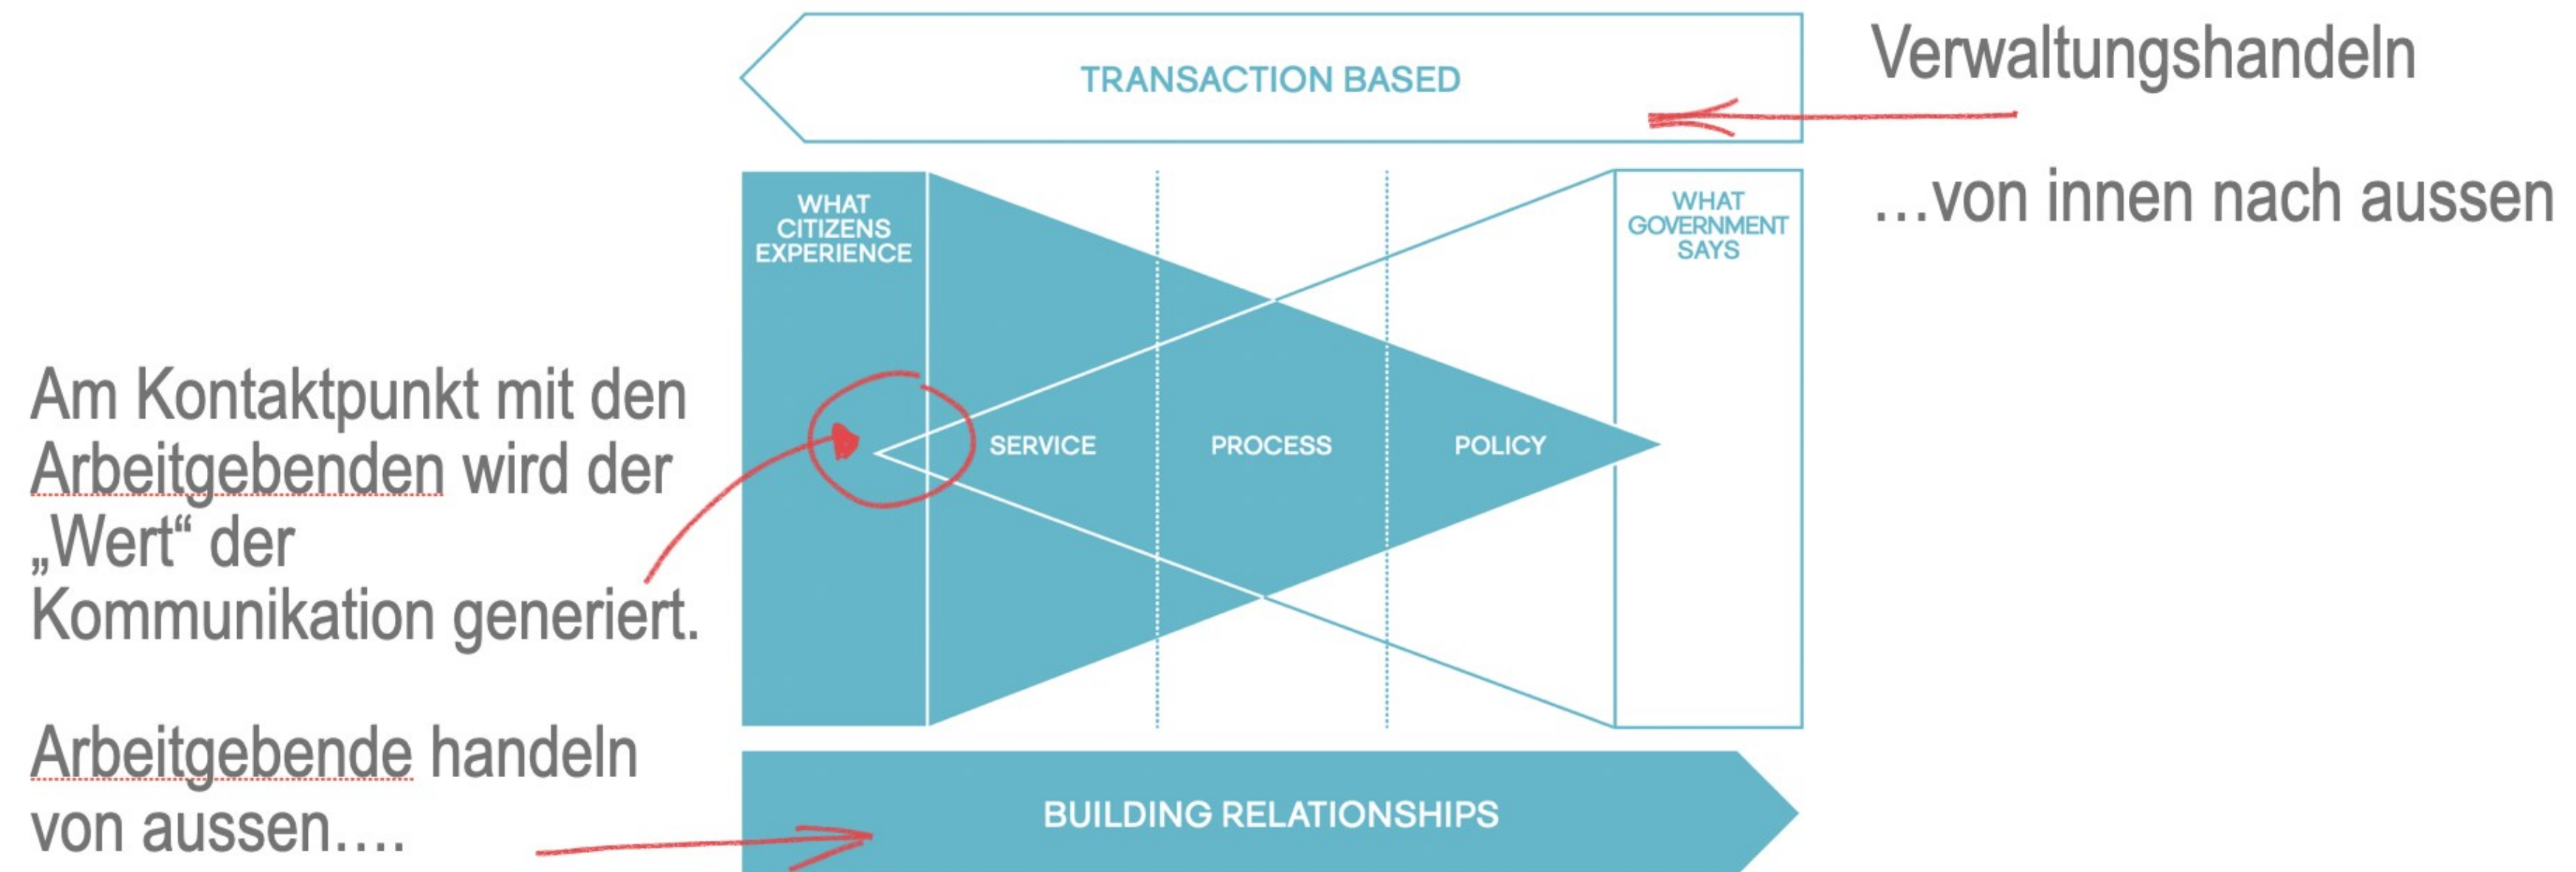 TRANSACTION BASED
Verwaltungshandeln
…von innen nach aussen
WHAT
CITIZENS
EXPERIENCE
WHAT
GOVERNMENT
SAYS
Am Kontaktpunkt mit den
Arbeitgebenden wird der
„Wert“ der
Kommunikation generiert.
SERVICE
PROCESS
POLICY
Arbeitgebende handeln
von aussen….
BUILDING RELATIONSHIPS